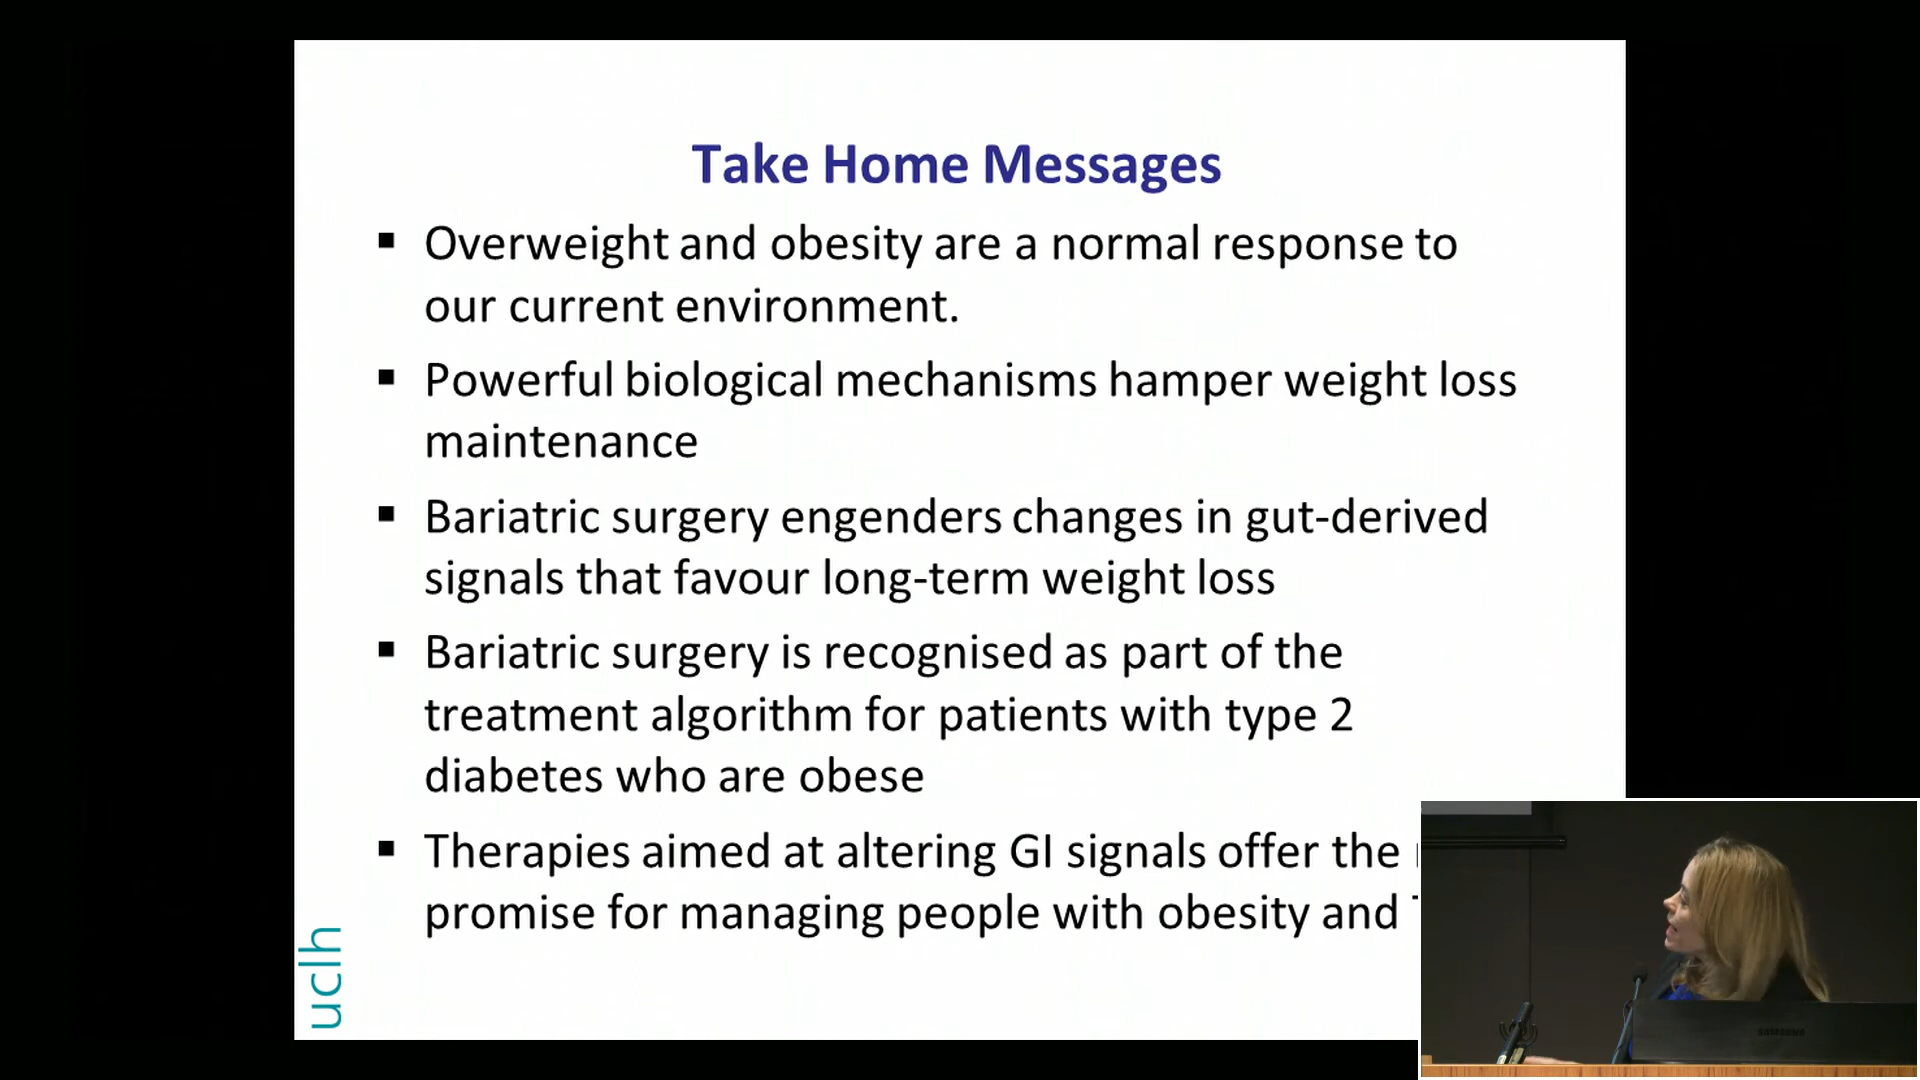 Take Home Messages
▪ Overweight and obesity are a normal response to
our current environment.
▪ Powerful biological mechanisms hamper weight loss
maintenance
▪ Bariatric surgery engenders changes in gut-derived
signals that favour long-term weight loss
▪ Bariatric surgery is recognised as part of the
treatment algorithm for patients with type 2
diabetes who are obese
▪ Therapies aimed at altering GI signals offer the
promise for managing people with obesity and
uclh
SAMSUNG